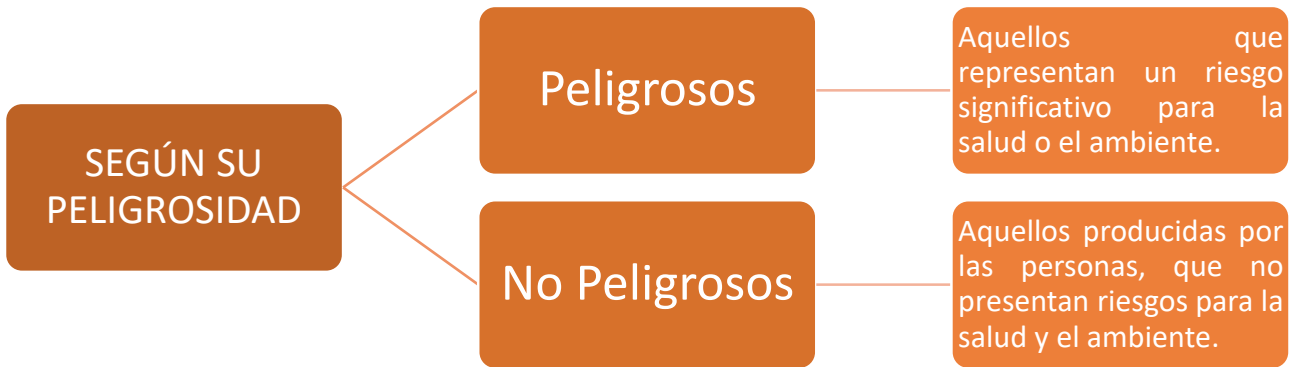 SEGÚN SU
PELIGROSIDAD
Peligrosos
Aquellos que
representan un riesgo
significativo para la
salud o el ambiente.
No Peligrosos
Aquellos producidas por
las personas, que no
presentan riesgos para la
salud y el ambiente.